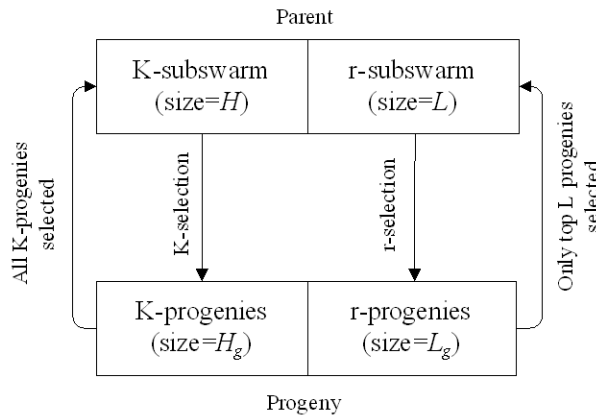 Parent
K-subswarm
(size=H)
r-subswarm
(size=L)
All K-progenies
selected
K-selection
r-selection
Only top L progenies
selected
K-progenies
(size=Hg)
r-progenies
(size=Lg)
Progeny